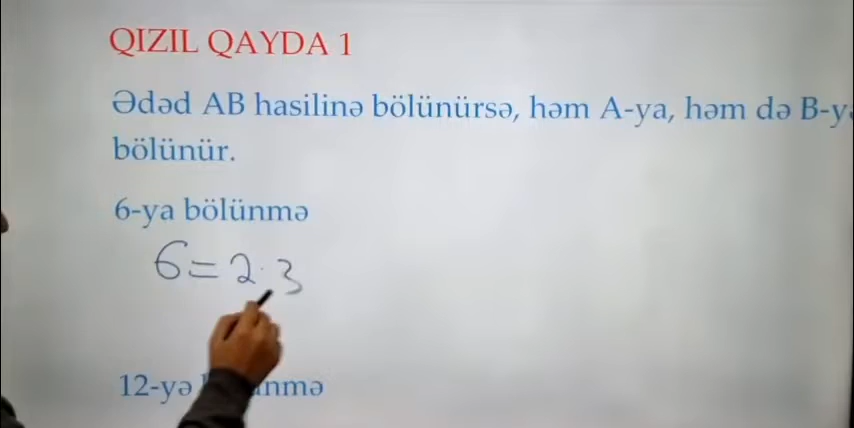 QIZIL QAYDA 1
Ədəd AB hasilinə bölünürsə, həm A-ya, həm də
bölünür.
6-ya bölünmə
6=2·3
12-yə